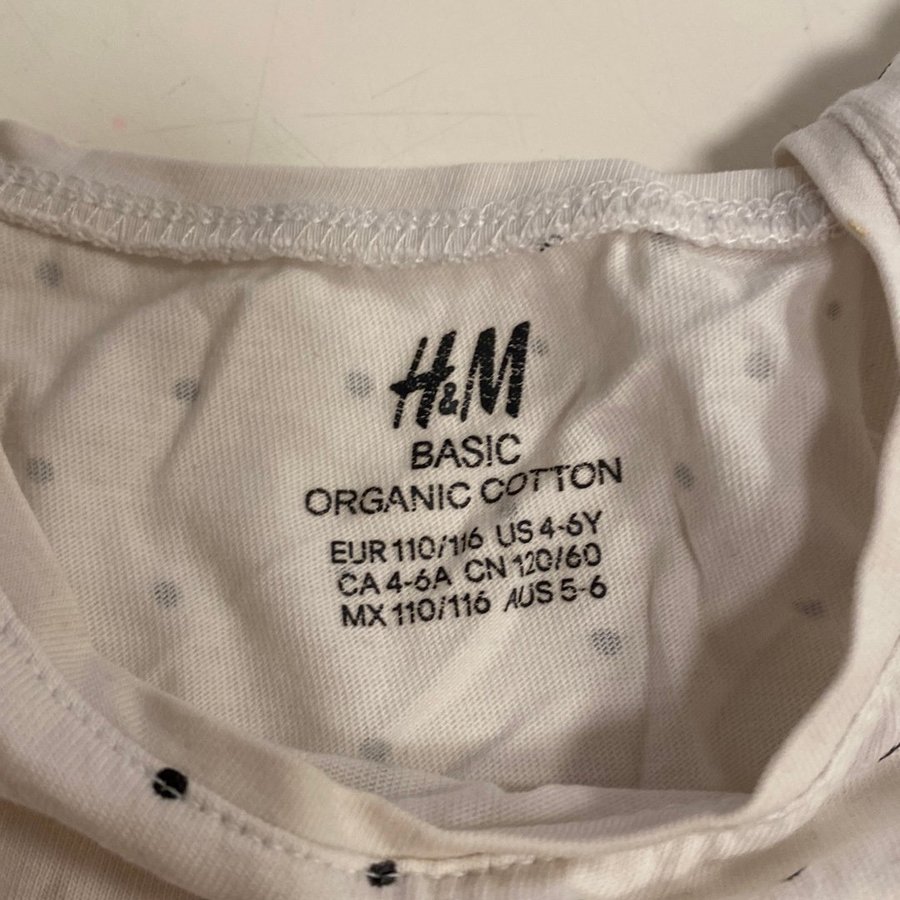 H&M
BASIC
ORGANIC COTTON
EUR 110/116 US 4-6Y
CA 4-6A CN 120/60
MX 110/116 AUS 5-6